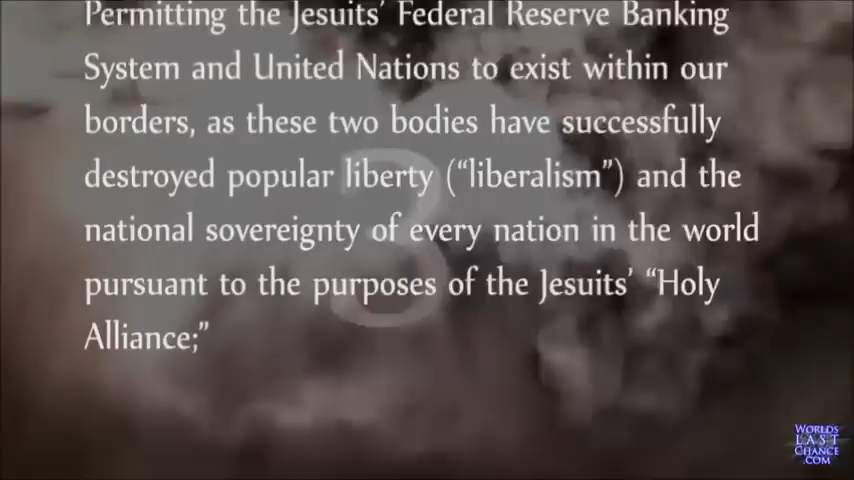 Permitting the Jesuits’ Federal Reserve Banking
System and United Nations to exist within our
borders, as these two bodies have successfully
destroyed popular liberty (“liberalism”) and the
national sovereignty of every nation in the world
pursuant to the purposes of the Jesuits’ “Holy
Alliance;”
3
WORLDS
LAST
CHANCE
.COM